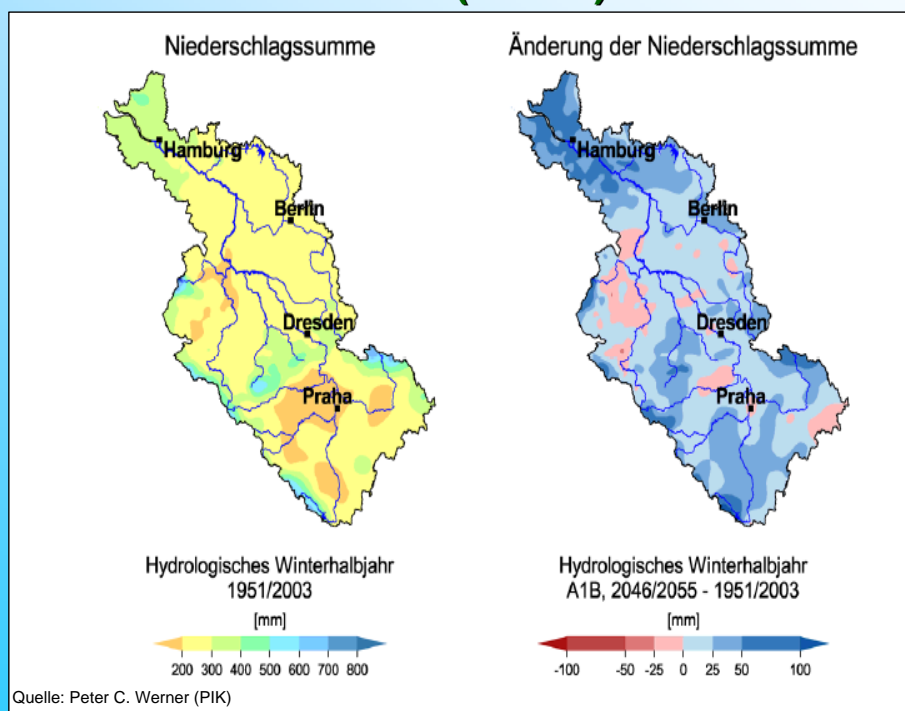 Niederschlagssumme
Änderung der Niederschlagssumme
Hamburg
Berlin
Dresden
Praha
Hamburg
Berlin
Dresden
Praha
Hydrologisches Winterhalbjahr
1951/2003
[mm]
200 300 400 500 600 700 800
Hydrologisches Winterhalbjahr
A1B, 2046/2055 - 1951/2003
[mm]
-100 -50 -25 0 25 50 100
Quelle: Peter C. Werner (PIK)